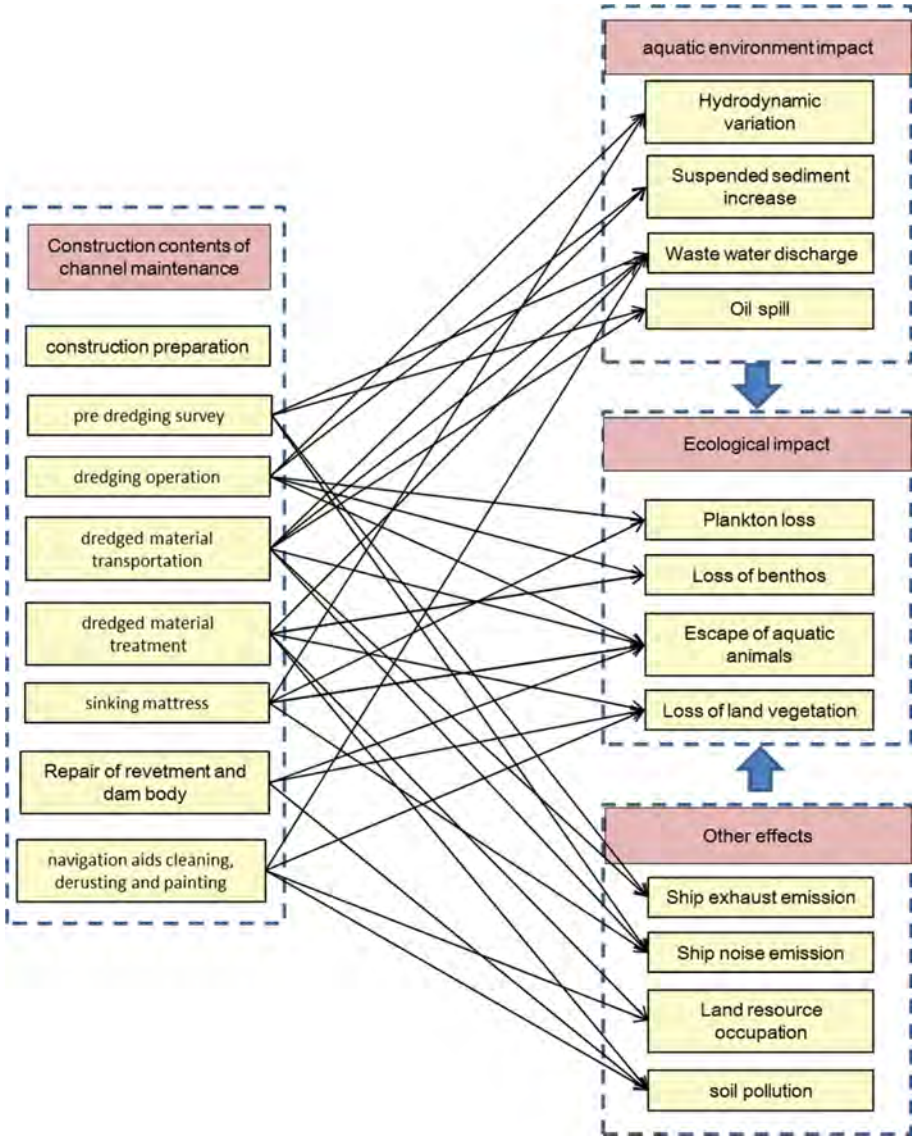 Construction contents of
channel maintenance
construction preparation
pre dredging survey
dredging operation
dredged material
transportation
dredged material
treatment
sinking mattress
Repair of revetment and
dam body
navigation aids cleaning,
derusting and painting
aquatic environment impact
Hydrodynamic
variation
Suspended sediment
increase
Waste water discharge
Oil spill
Ecological impact
Plankton loss
Loss of benthos
Escape of aquatic
animals
Loss of land vegetation
Other effects
Ship exhaust emission
Ship noise emission
Land resource
occupation
soil pollution